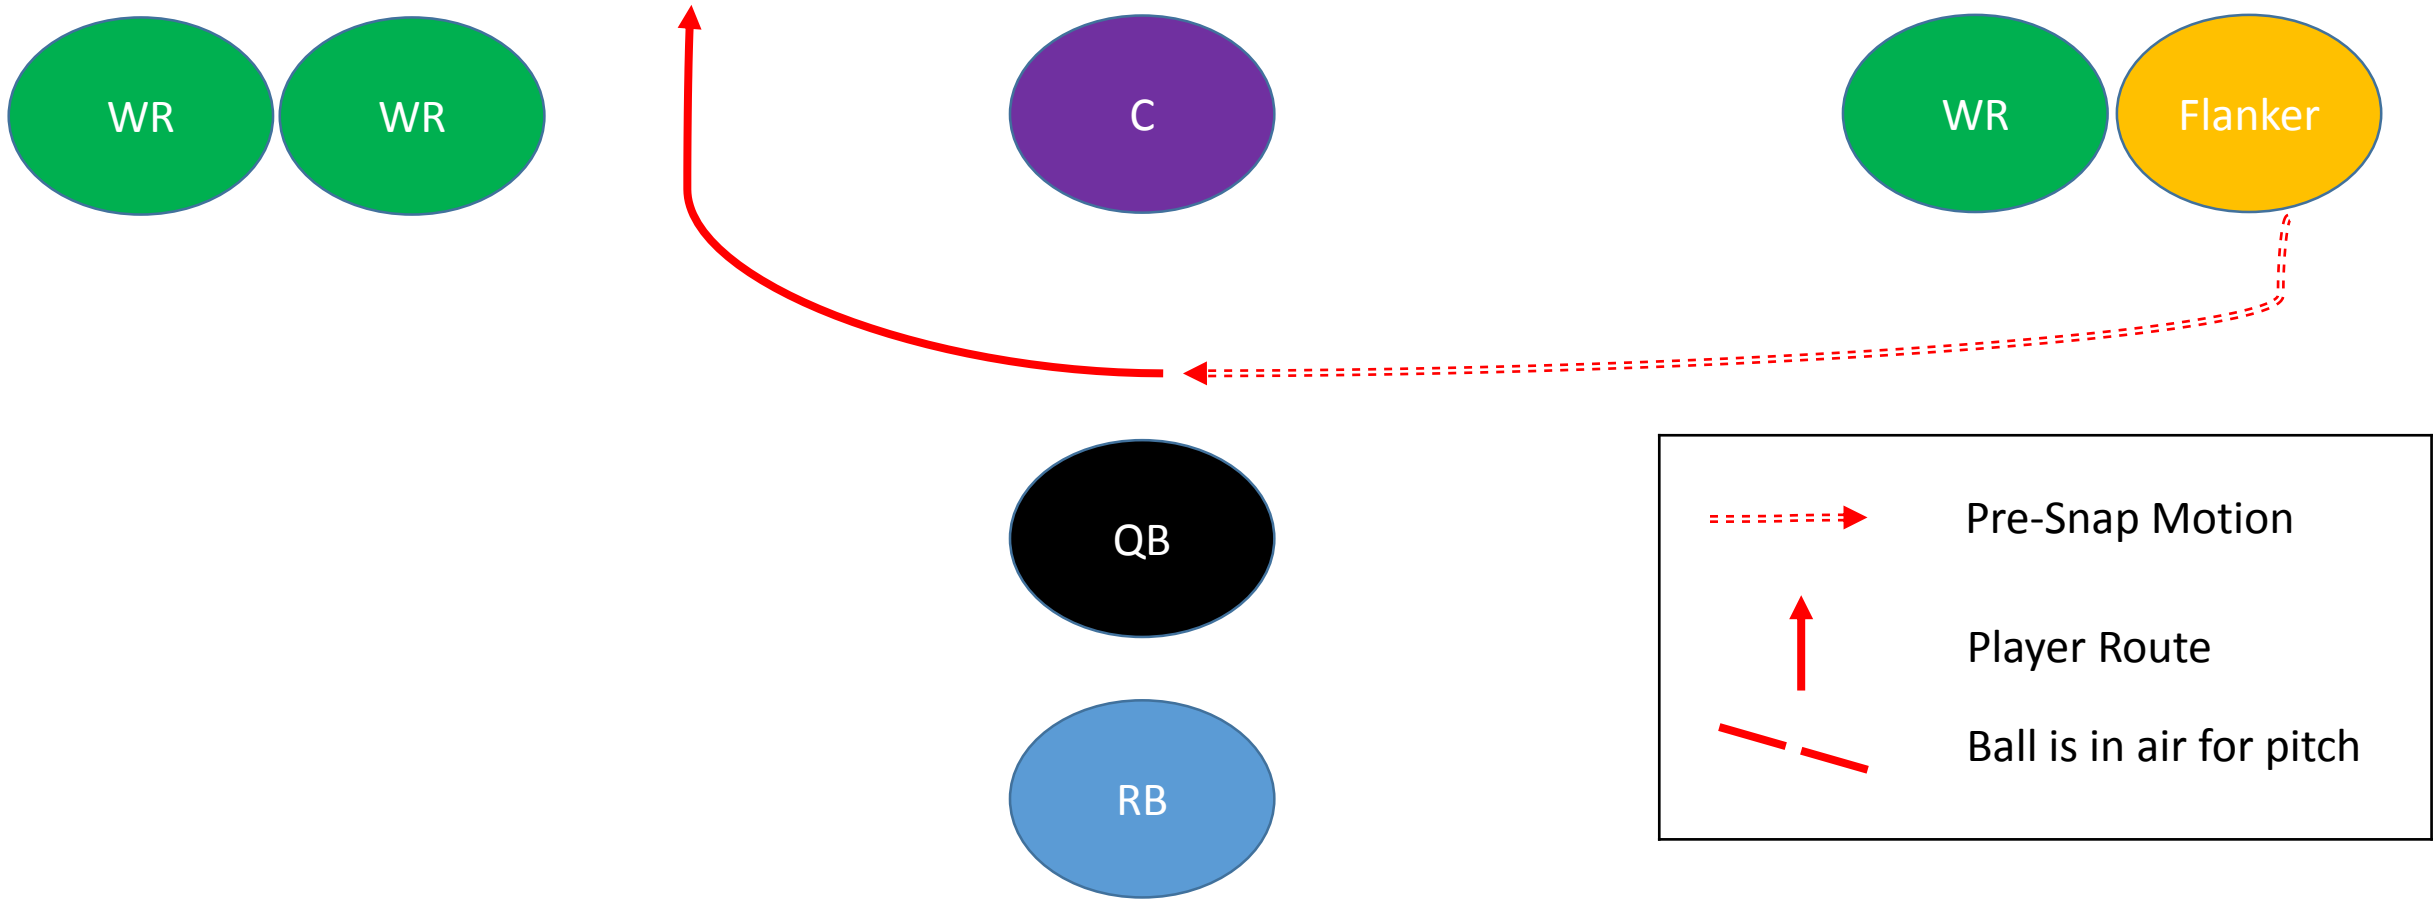 WR
WR
C
WR
Flanker
QB
RB
Pre-Snap Motion
Player Route
Ball is in air for pitch